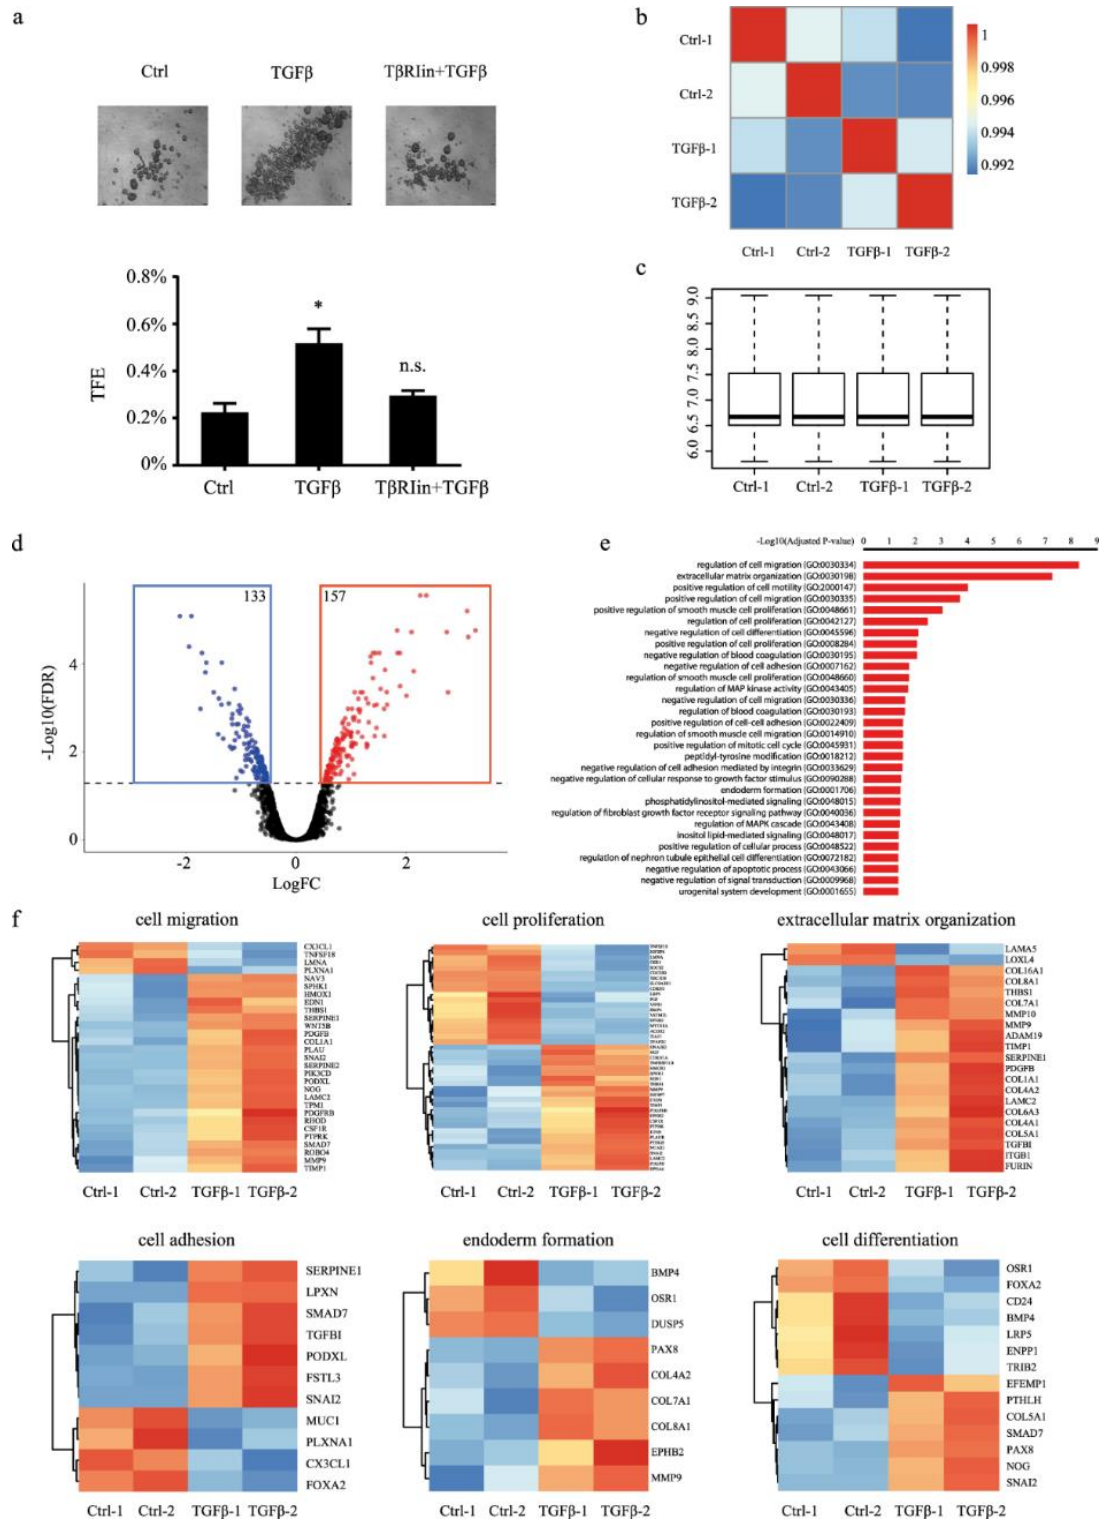 a
Ctrl
TGFβ
TβRIin+TGFβ
0.8%
0.6%
0.4%
0.2%
0%
TFE
*
n.s.
Ctrl
TGFβ
TβRIin+TGFβ
b
Ctrl-1
Ctrl-2
TGFβ-1
TGFβ-2
1
0.998
0.996
0.994
0.992
Ctrl-1 Ctrl-2 TGFβ-1 TGFβ-2
c
9.0
8.5
8.0
7.5
7.0
6.5
6.0
Ctrl-1 Ctrl-2 TGFβ-1 TGFβ-2
d
133
157
4
2
0
-Log10(FDR)
-2 0 2
LogFC
e
-Log10(Adjusted P-value) 0 1 2 3 4 5 6 7 8 9
regulation of cell migration (GO:0030334)
extracellular matrix organization (GO:0030198)
positive regulation of cell motility (GO:2000147)
positive regulation of cell migration (GO:0030335)
positive regulation of smooth muscle cell proliferation (GO:0048661)
regulation of cell proliferation (GO:0042127)
negative regulation of cell differentiation (GO:0045596)
positive regulation of cell proliferation (GO:0008284)
negative regulation of blood coagulation (GO:0030195)
negative regulation of cell adhesion (GO:0007162)
regulation of smooth muscle cell proliferation (GO:0048660)
regulation of MAP kinase activity (GO:0043405)
negative regulation of cell migration (GO:0030336)
regulation of blood coagulation (GO:0030193)
positive regulation of cell-cell adhesion (GO:0022409)
regulation of smooth muscle cell migration (GO:0014910)
positive regulation of mitotic cell cycle (GO:0045931)
peptidyl-tyrosine modification (GO:0018212)
negative regulation of cell adhesion mediated by integrin (GO:0033629)
negative regulation of cellular response to growth factor stimulus (GO:0090288)
endoderm formation (GO:0001706)
phosphatidylinositol-mediated signaling (GO:0048015)
regulation of fibroblast growth factor receptor signaling pathway (GO:0040036)
regulation of MAPK cascade (GO:0043408)
inositol lipid-mediated signaling (GO:0048017)
positive regulation of cellular process (GO:0048522)
regulation of nephron tubule epithelial cell differentiation (GO:0072182)
negative regulation of apoptotic process (GO:0043066)
negative regulation of signal transduction (GO:0009968)
urogenital system development (GO:0001655)
f
cell migration
CX3CL1
TNFSF18
LMNA
PLXNA1
NAV3
SPHK1
HMOX1
EDN1
THBS1
SERPINE1
WNT5B
PDGFB
COL1A1
PLAU
SNAI2
SERPINE2
PIK3CD
PODXL
NOG
LAMC2
TPM1
PDGFRB
RHOD
CSF1R
PTPRK
SMAD7
ROBO4
MMP9
TIMP1
Ctrl-1 Ctrl-2 TGFβ-1 TGFβ-2
cell proliferation
Ctrl-1 Ctrl-2 TGFβ-1 TGFβ-2
extracellular matrix organization
LAMA5
LOXL4
COL16A1
COL8A1
THBS1
COL7A1
MMP10
MMP9
ADAM19
TIMP1
SERPINE1
PDGFB
COL1A1
COL4A2
LAMC2
COL6A3
COL4A1
COL5A1
TGFBI
ITGB1
FURIN
Ctrl-1 Ctrl-2 TGFβ-1 TGFβ-2
cell adhesion
SERPINE1
LPXN
SMAD7
TGFBI
PODXL
FSTL3
SNAI2
MUC1
PLXNA1
CX3CL1
FOXA2
Ctrl-1 Ctrl-2 TGFβ-1 TGFβ-2
endoderm formation
BMP4
OSR1
DUSP5
PAX8
COL4A2
COL7A1
COL8A1
EPHB2
MMP9
Ctrl-1 Ctrl-2 TGFβ-1 TGFβ-2
cell differentiation
OSR1
FOXA2
CD24
BMP4
LRP5
ENPP1
TRIB2
EFEMP1
PTHLH
COL5A1
SMAD7
PAX8
NOG
SNAI2
Ctrl-1 Ctrl-2 TGFβ-1 TGFβ-2